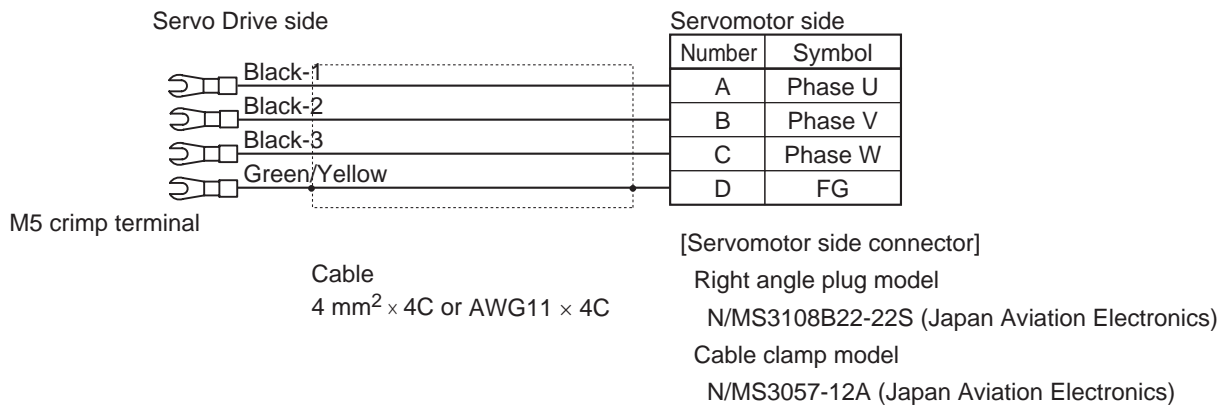 Servo Drive side
Servomotor side
Number Symbol
Black-1
A Phase U
Black-2
B Phase V
Black-3
C Phase W
Green/Yellow
D FG
M5 crimp terminal
[Servomotor side connector]
Cable
Right angle plug model
4 mm² × 4C or AWG11 × 4C
N/MS3108B22-22S (Japan Aviation Electronics)
Cable clamp model
N/MS3057-12A (Japan Aviation Electronics)